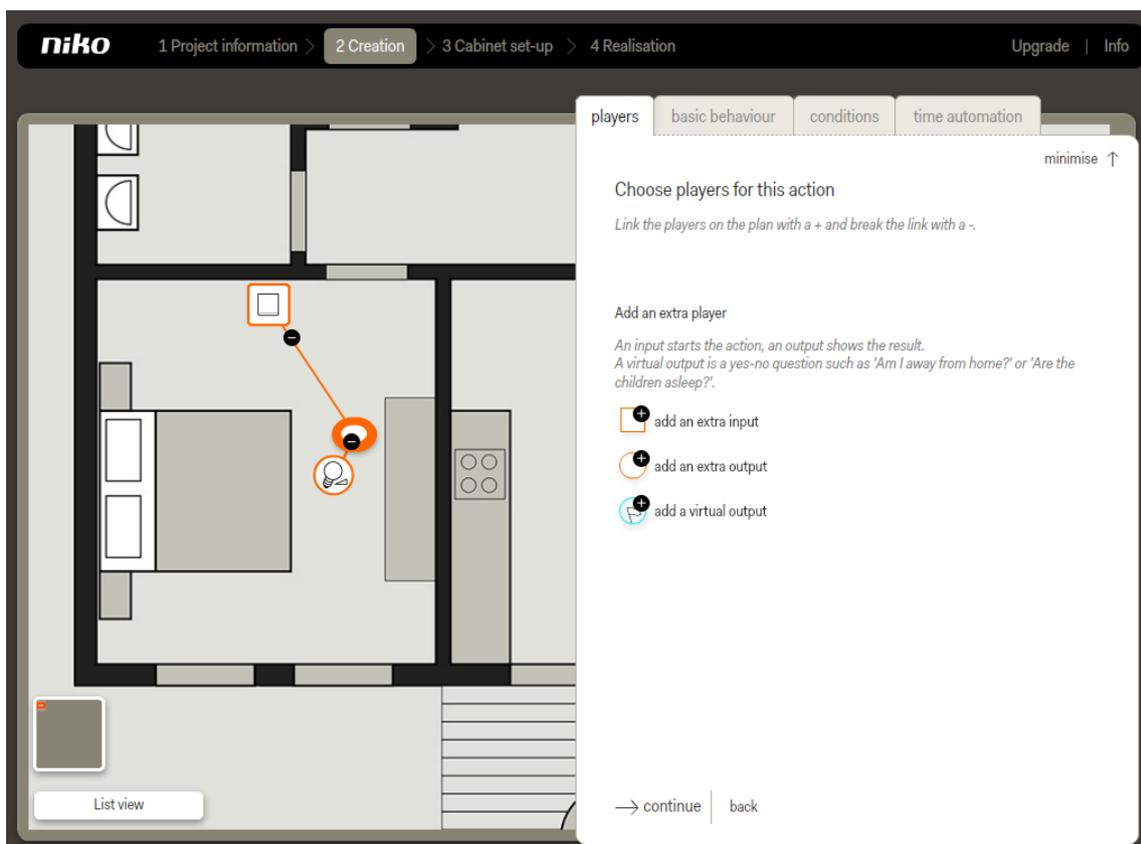 niko
1 Project information > 2 Creation > 3 Cabinet set-up > 4 Realisation
Upgrade | Info
players
basic behaviour
conditions
time automation
minimise ↑
Choose players for this action
Link the players on the plan with a + and break the link with a -.
Add an extra player
An input starts the action, an output shows the result.
A virtual output is a yes-no question such as 'Am I away from home?' or 'Are the
children asleep?'.
add an extra input
add an extra output
add a virtual output
List view
→ continue | back